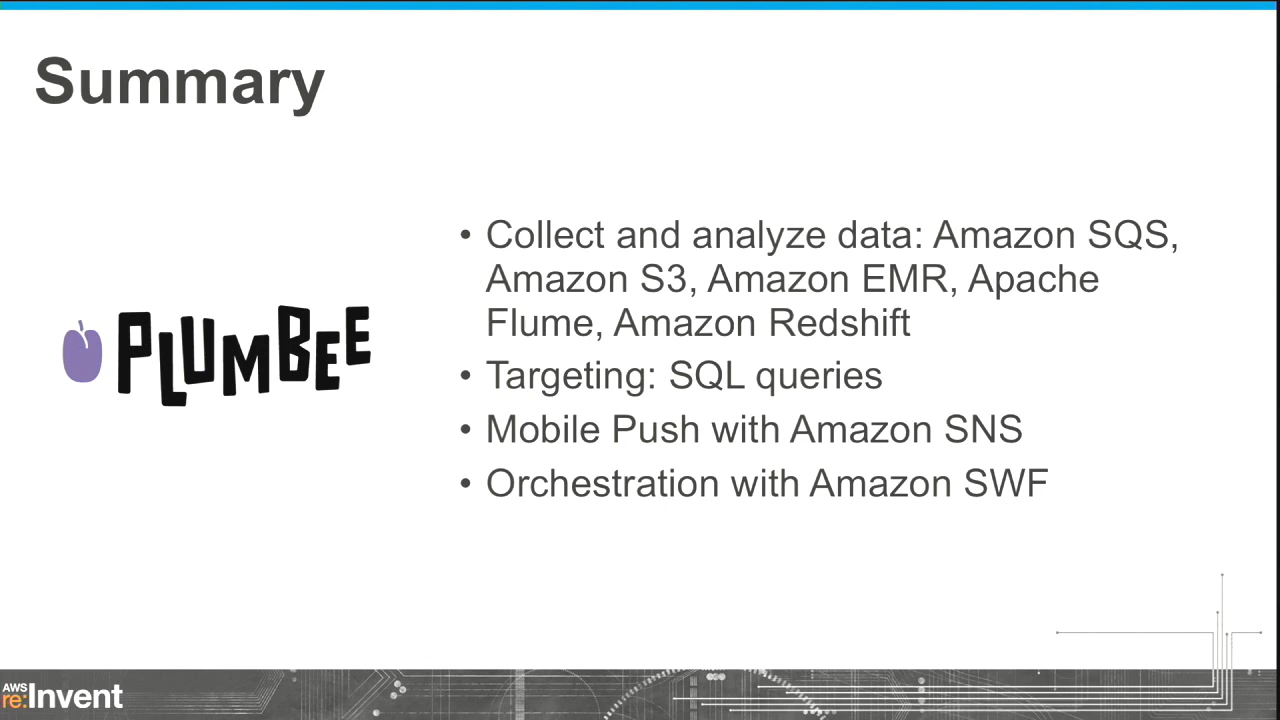 Summary
• Collect and analyze data: Amazon SQS,
Amazon S3, Amazon EMR, Apache
Flume, Amazon Redshift
• Targeting: SQL queries
• Mobile Push with Amazon SNS
• Orchestration with Amazon SWF
PLUMBEE
AWS
re:Invent